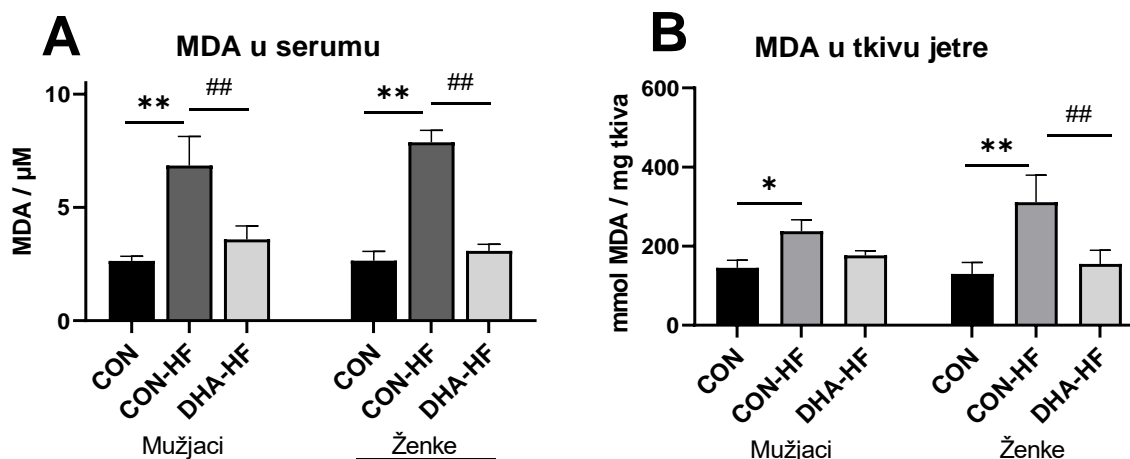 A
MDA u serumu
MDA / µM
10
5
0
**
##
**
##
CON
CON-HF
DHA-HF
CON
CON-HF
DHA-HF
Mužjaci
Ženke
B
MDA u tkivu jetre
mmol MDA / mg tkiva
600
400
200
0
*
**
##
CON
CON-HF
DHA-HF
CON
CON-HF
DHA-HF
Mužjaci
Ženke